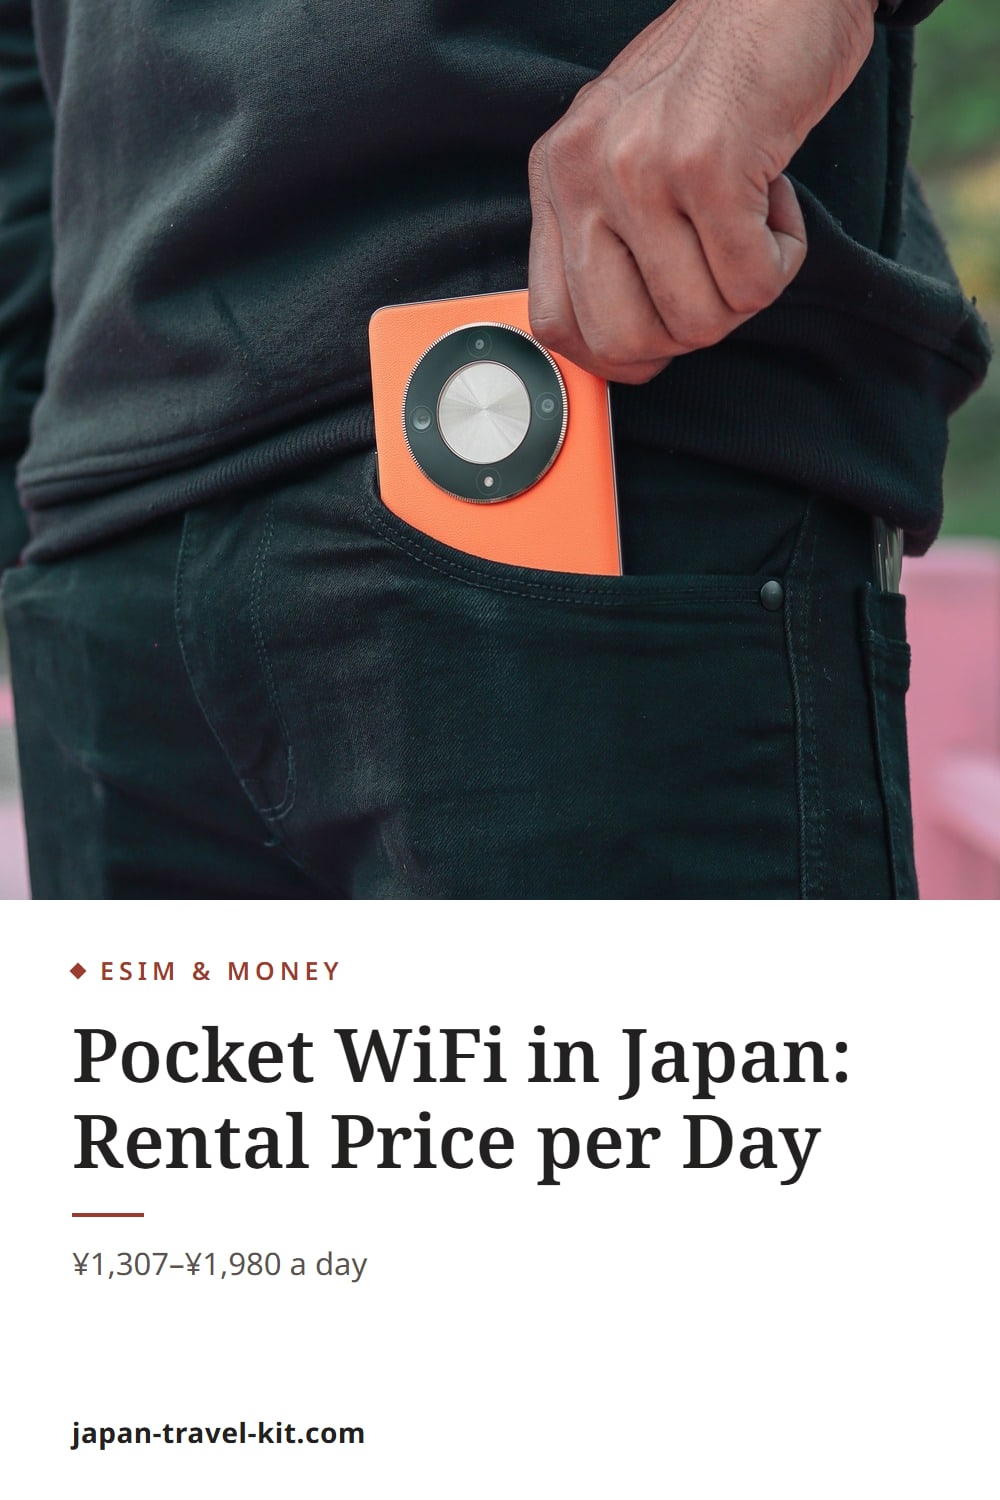 ESIM & MONEY
Pocket WiFi in Japan:
Rental Price per Day
¥1,307–¥1,980 a day
japan-travel-kit.com